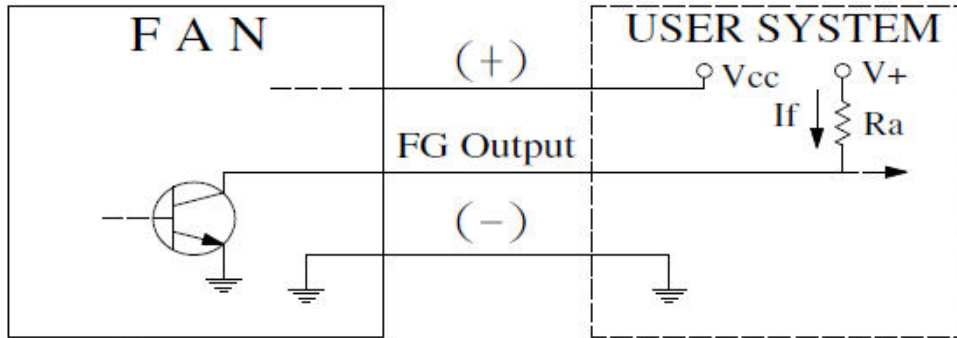 F A N
USER SYSTEM
(+)
Vcc
V+
If
Ra
FG Output
(-)